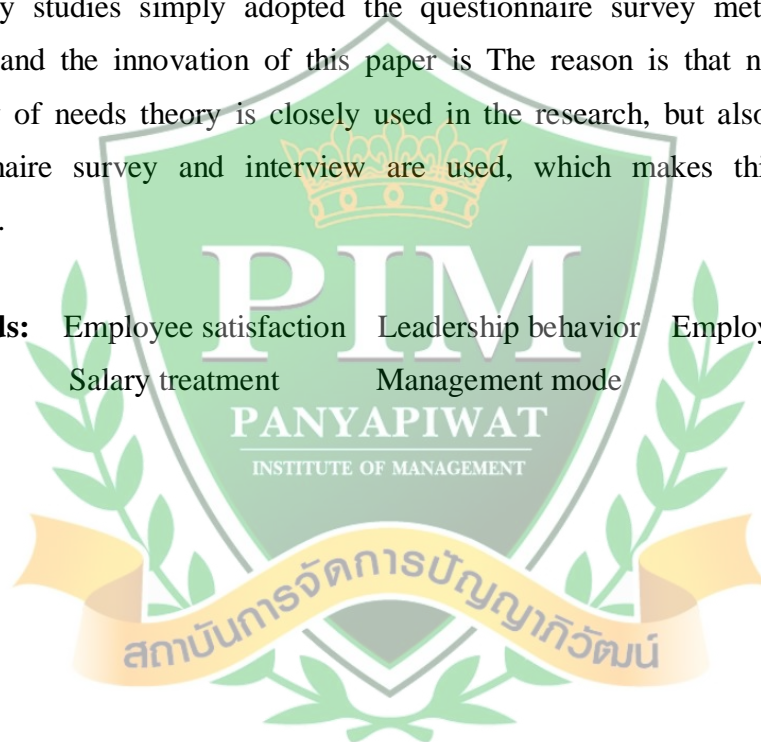 y studies simply adopted the questionnaire survey met
and the innovation of this paper is The reason is that n
of needs theory is closely used in the research, but also
naire survey and interview are used, which makes thi
.
ls: Employee satisfaction Leadership behavior Employ
Salary treatment Management mode
PIM
PANYAPIWAT
INSTITUTE OF MANAGEMENT
สถาบันการจัดการปัญญาภิวัฒน์